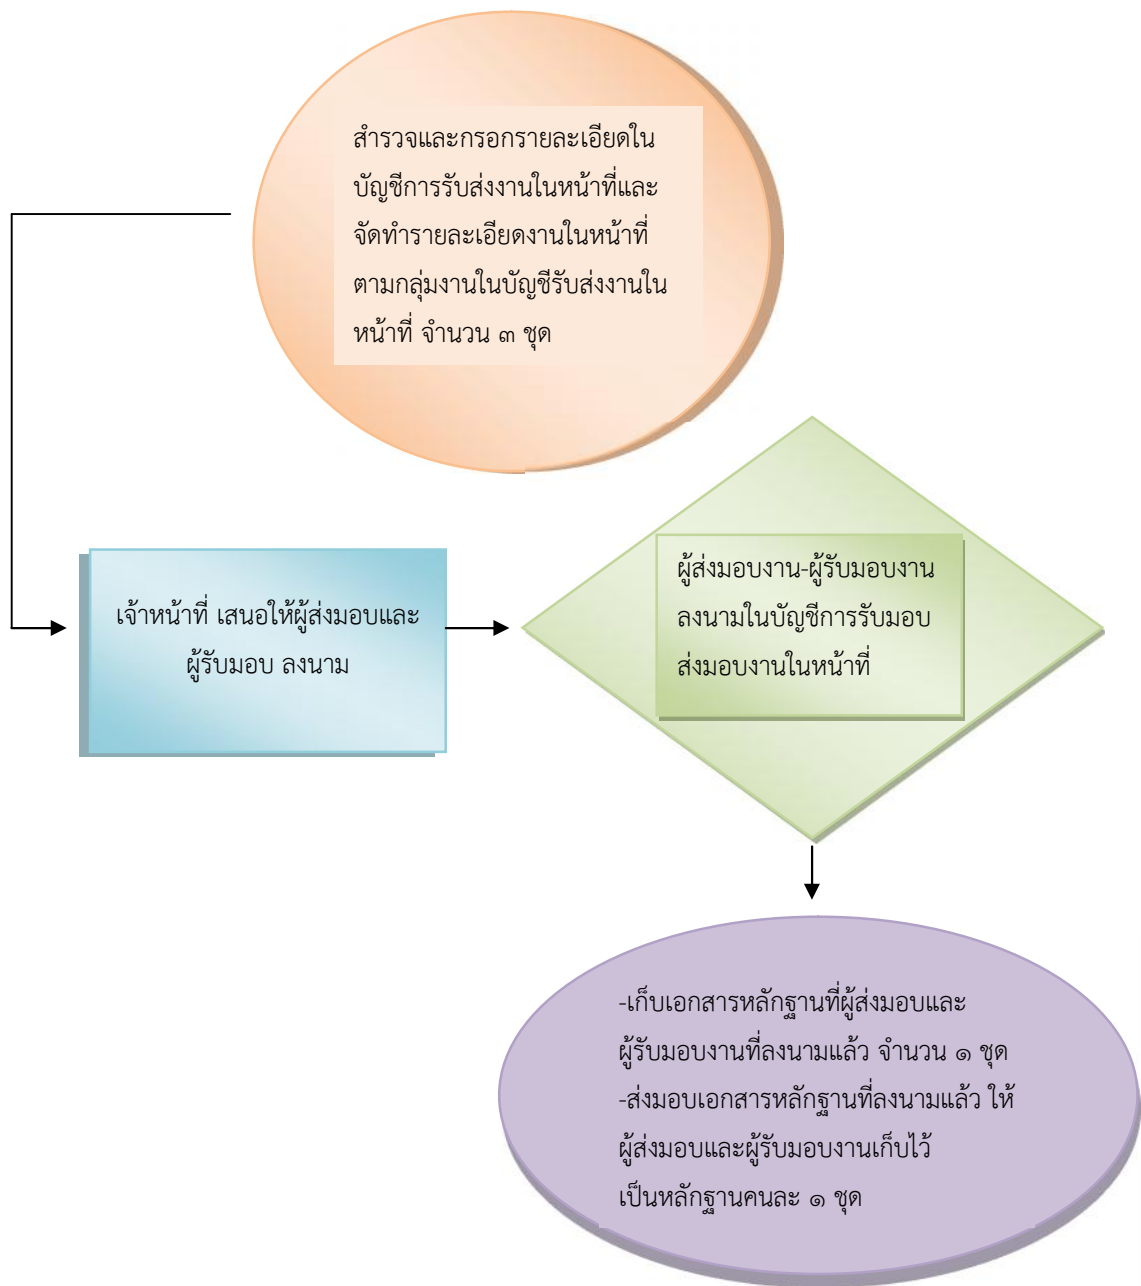 สำรวจและกรอกรายละเอียดใน
บัญชีการรับส่งงานในหน้าที่และ
จัดทำรายละเอียดงานในหน้าที่
ตามกลุ่มงานในบัญชีรับส่งงานใน
หน้าที่ จำนวน ๓ ชุด
เจ้าหน้าที่ เสนอให้ผู้ส่งมอบและ
ผู้รับมอบ ลงนาม
ผู้ส่งมอบงาน-ผู้รับมอบงาน
ลงนามในบัญชีการรับมอบ
ส่งมอบงานในหน้าที่
-เก็บเอกสารหลักฐานที่ผู้ส่งมอบและ
ผู้รับมอบงานที่ลงนามแล้ว จำนวน ๑ ชุด
-ส่งมอบเอกสารหลักฐานที่ลงนามแล้ว ให้
ผู้ส่งมอบและผู้รับมอบงานเก็บไว้
เป็นหลักฐานคนละ ๑ ชุด